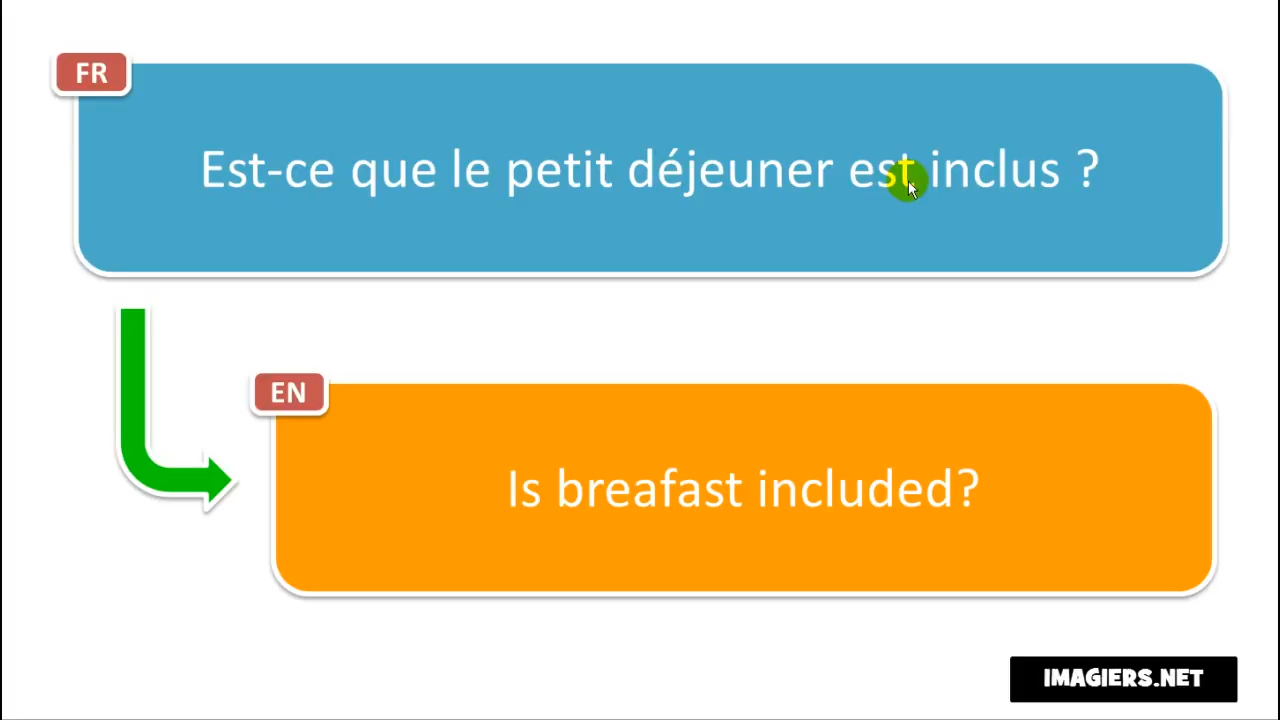 FR
Est-ce que le petit déjeuner est inclus ?
EN
Is breafast included?
IMAGIERS.NET